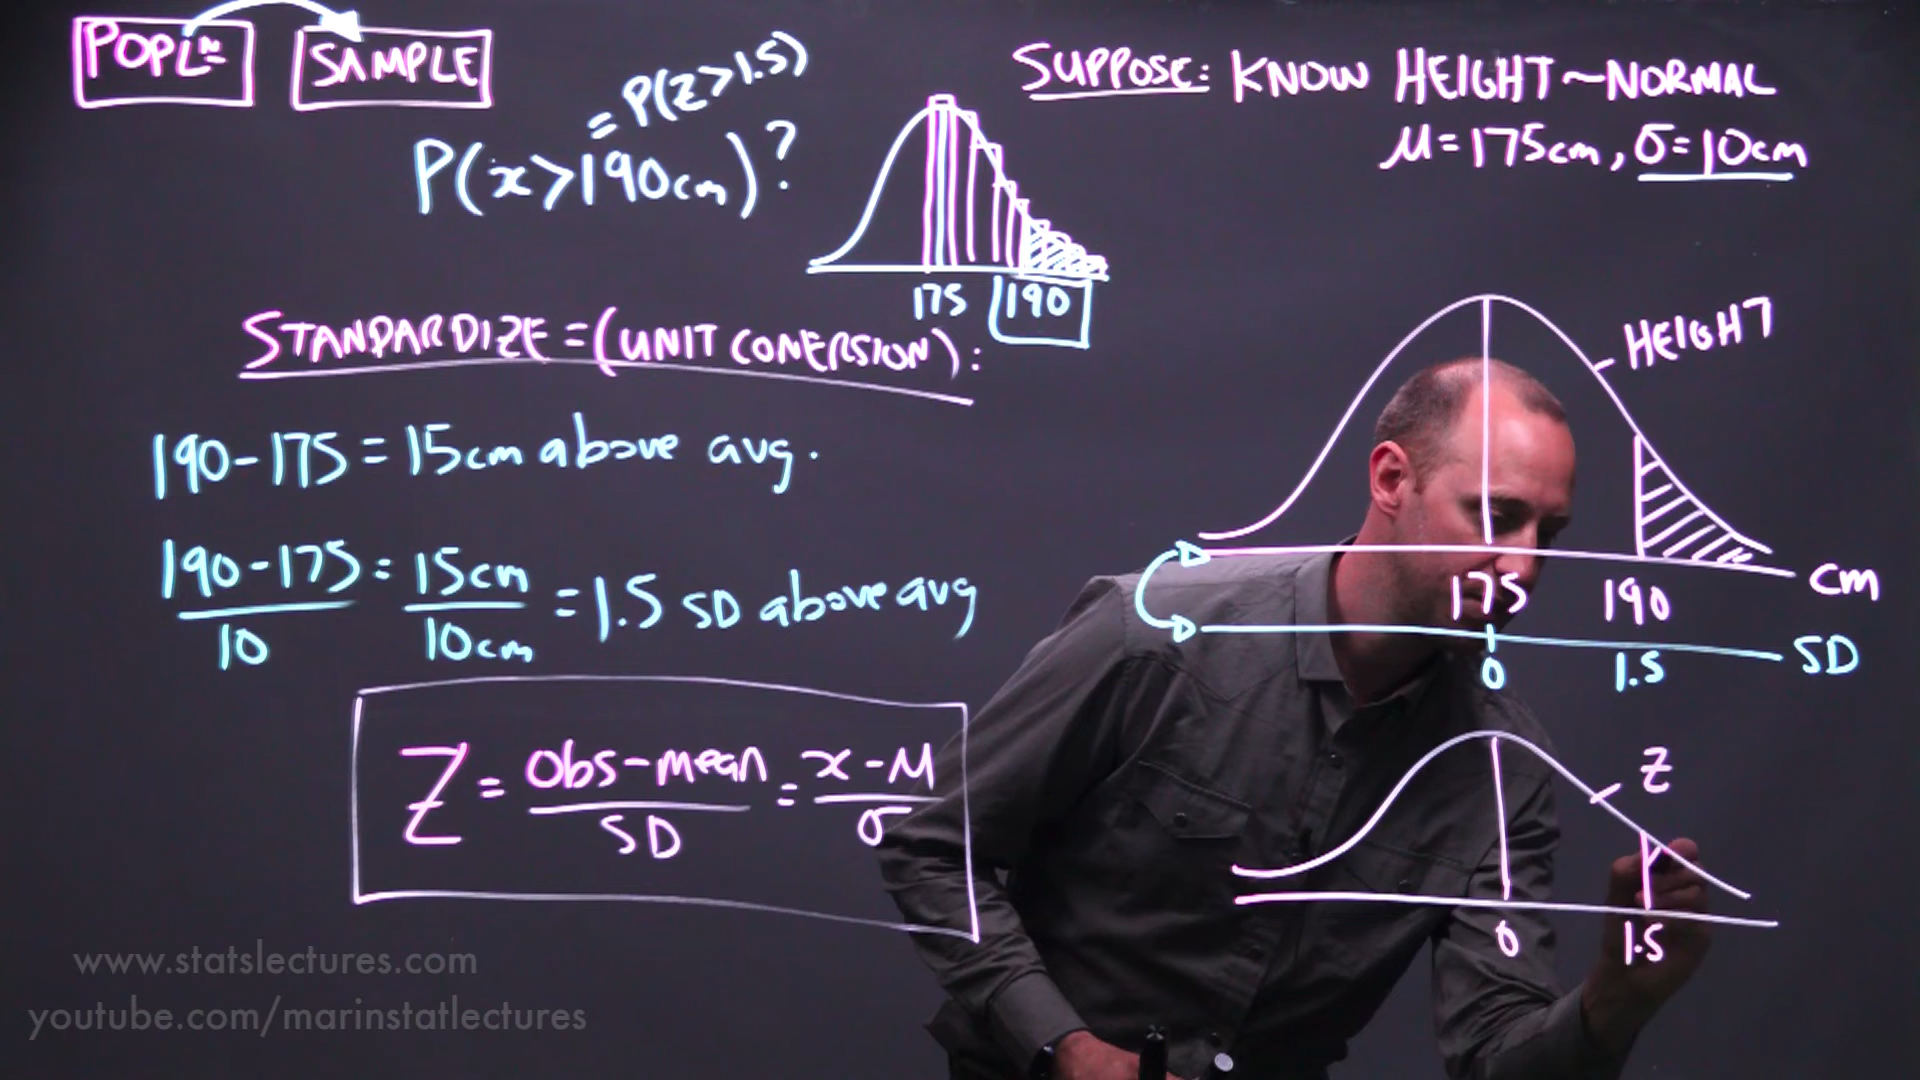 POPLᴺ SAMPLE
= P(Z>1.5)
P(x>190cm)?
175 190
SUPPOSE: KNOW HEIGHT~NORMAL
μ=175cm, σ=10cm
STANDARDIZE = (UNIT CONERSION):
190-175 = 15cm above avg.
190-175 = 15cm = 1.5 SD above avg
10 10cm
Z = Obs-mean = x-μ
SD σ
HEIGHT
175 190 cm
0 1.5 SD
Z
0 1.5
www.statslectures.com
youtube.com/marinstatlectures